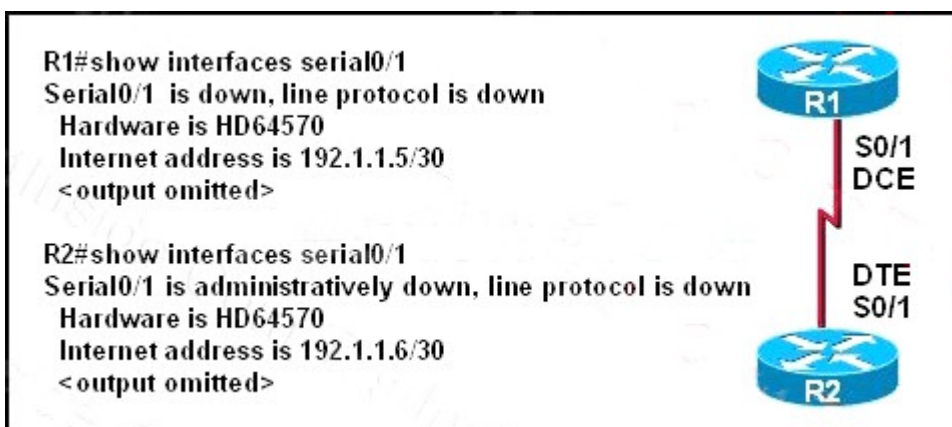 R1#show interfaces serial0/1
Serial0/1 is down, line protocol is down
Hardware is HD64570
Internet address is 192.1.1.5/30
<output omitted>
R2#show interfaces serial0/1
Serial0/1 is administratively down, line protocol is down
Hardware is HD64570
Internet address is 192.1.1.6/30
<output omitted>
R1
S0/1
DCE
DTE
S0/1
R2